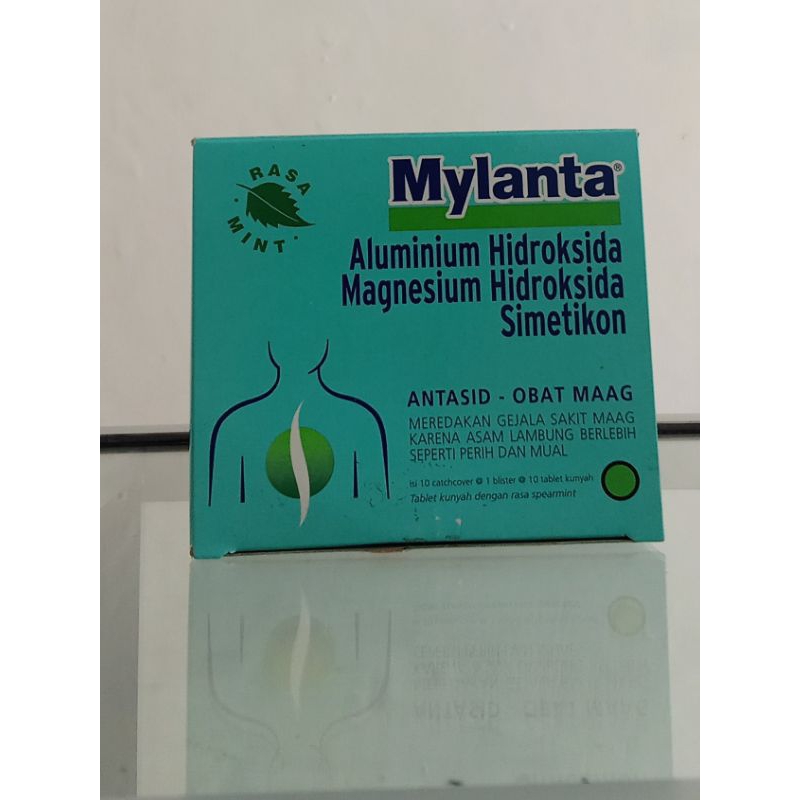 RASA
MINT
Mylanta®
Aluminium Hidroksida
Magnesium Hidroksida
Simetikon
ANTASID - OBAT MAAG
MEREDAKAN GEJALA SAKIT MAAG
KARENA ASAM LAMBUNG BERLEBIH
SEPERTI PERIH DAN MUAL
isi 10 catchcover @ 1 blister @ 10 tablet kunyah
Tablet kunyah dengan rasa spearmint